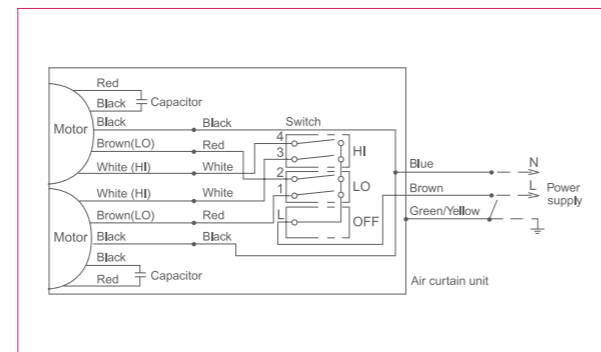 Red
Black Capacitor
Motor Black Black Switch
Brown(LO) Red 4 HI
White (HI) White 3
2 LO Blue N
White (HI) White 1 Brown L Power supply
Brown(LO) Red L OFF Green/Yellow
Motor Black Black
Black
Red Capacitor Air curtain unit